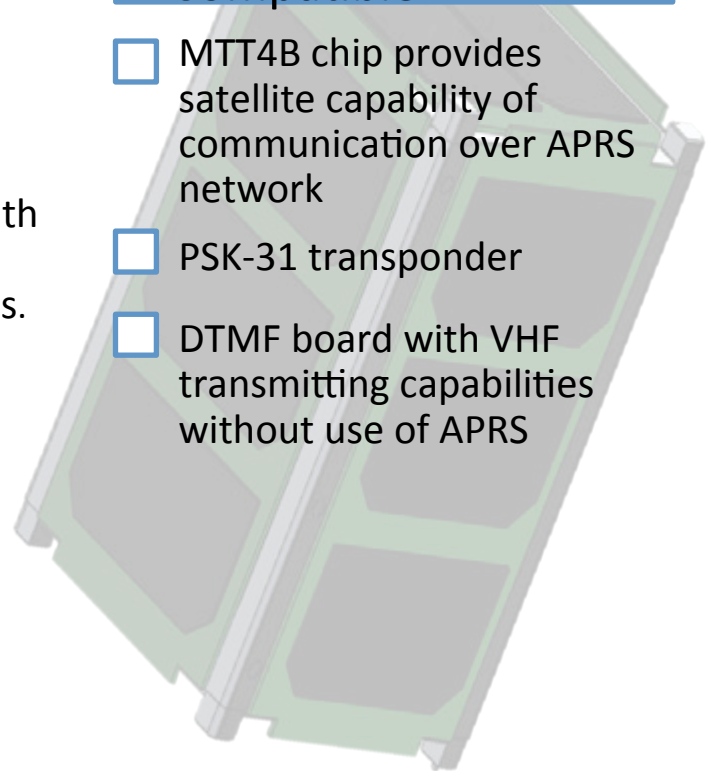 MTT4B chip provides
satellite capability of
communication over APRS
network
th
PSK-31 transponder
s.
DTMF board with VHF
transmitting capabilities
without use of APRS